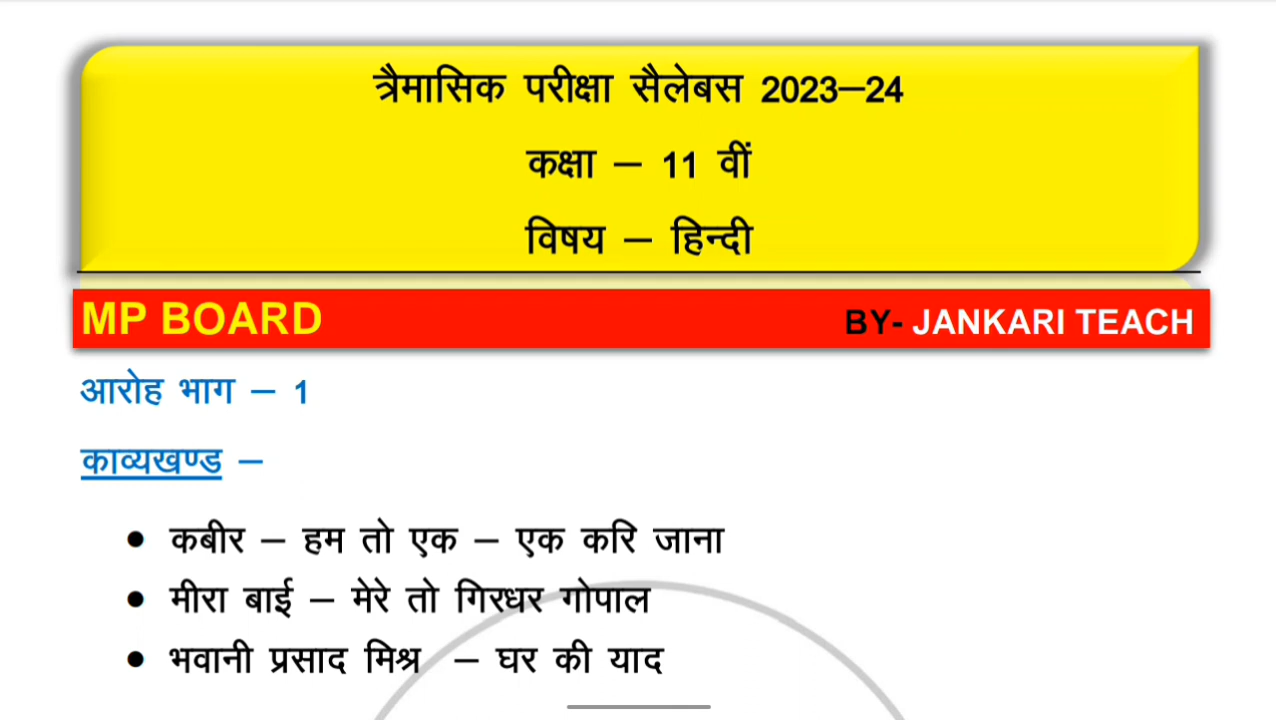 त्रैमासिक परीक्षा सैलेबस 2023–24
कक्षा – 11 वीं
विषय – हिन्दी
MP BOARD BY- JANKARI TEACH
आरोह भाग – 1
काव्यखण्ड –
• कबीर – हम तो एक – एक करि जाना
• मीरा बाई – मेरे तो गिरधर गोपाल
• भवानी प्रसाद मिश्र – घर की याद